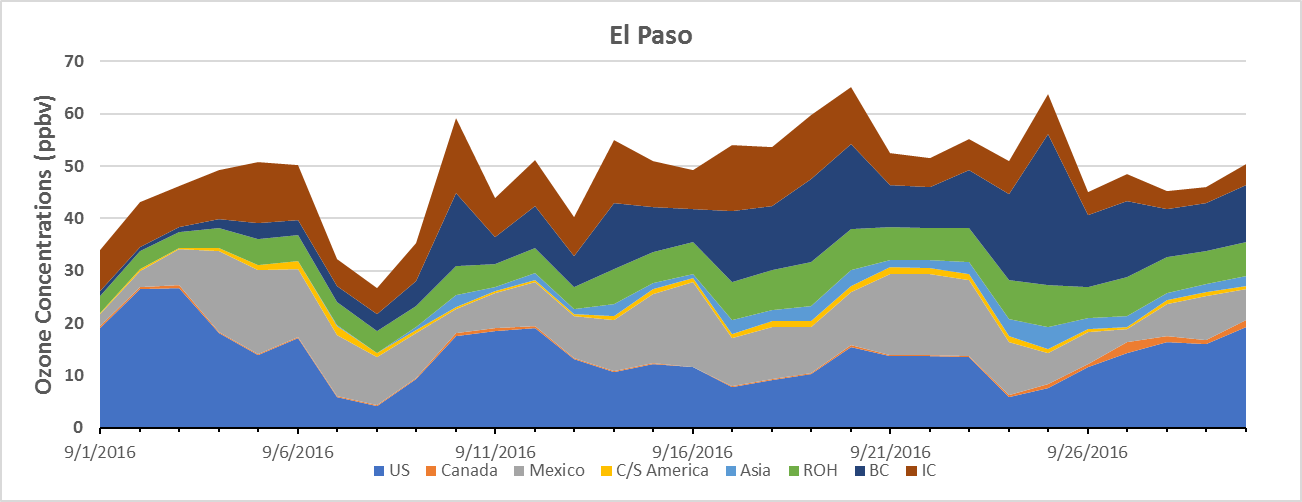 El Paso
Ozone Concentrations (ppbv)
70
60
50
40
30
20
10
0
9/1/2016 9/6/2016 9/11/2016 9/16/2016 9/21/2016 9/26/2016
US Canada Mexico C/S America Asia ROH BC IC